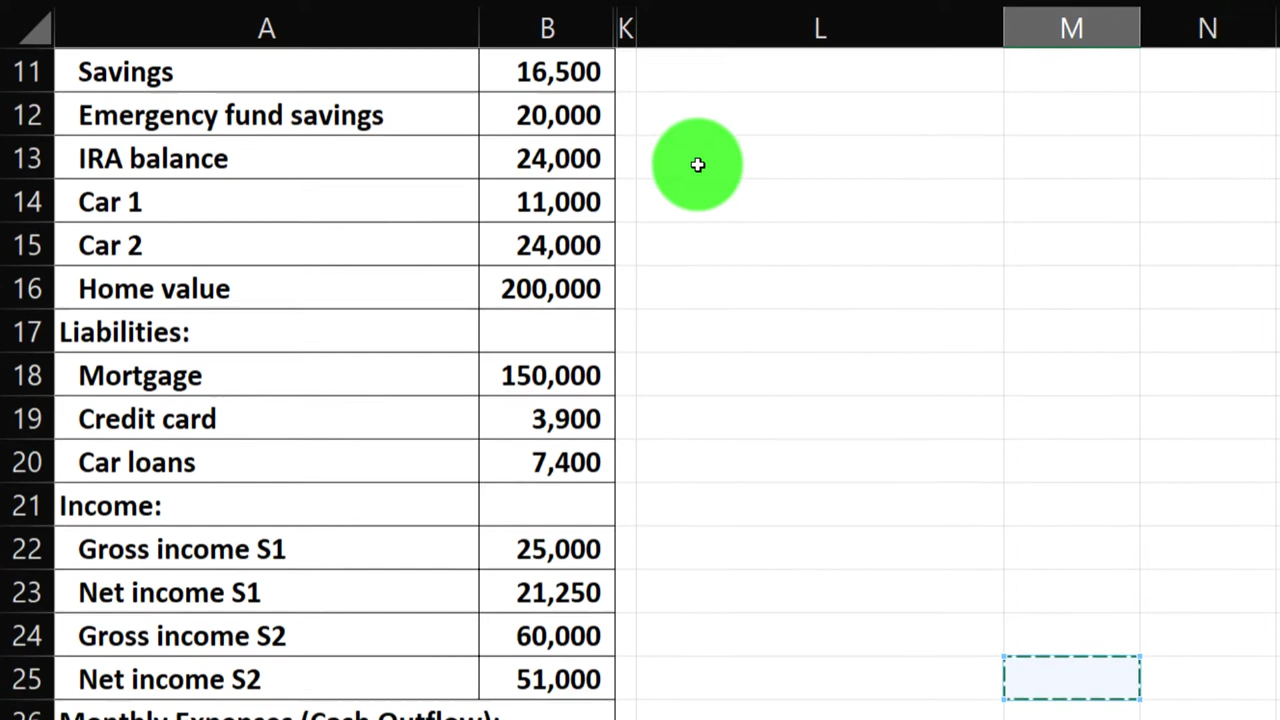 A B K L M N
11 Savings 16,500
12 Emergency fund savings 20,000
13 IRA balance 24,000
14 Car 1 11,000
15 Car 2 24,000
16 Home value 200,000
17 Liabilities:
18 Mortgage 150,000
19 Credit card 3,900
20 Car loans 7,400
21 Income:
22 Gross income S1 25,000
23 Net income S1 21,250
24 Gross income S2 60,000
25 Net income S2 51,000
26 Monthly Expenses (Cash Outflow):